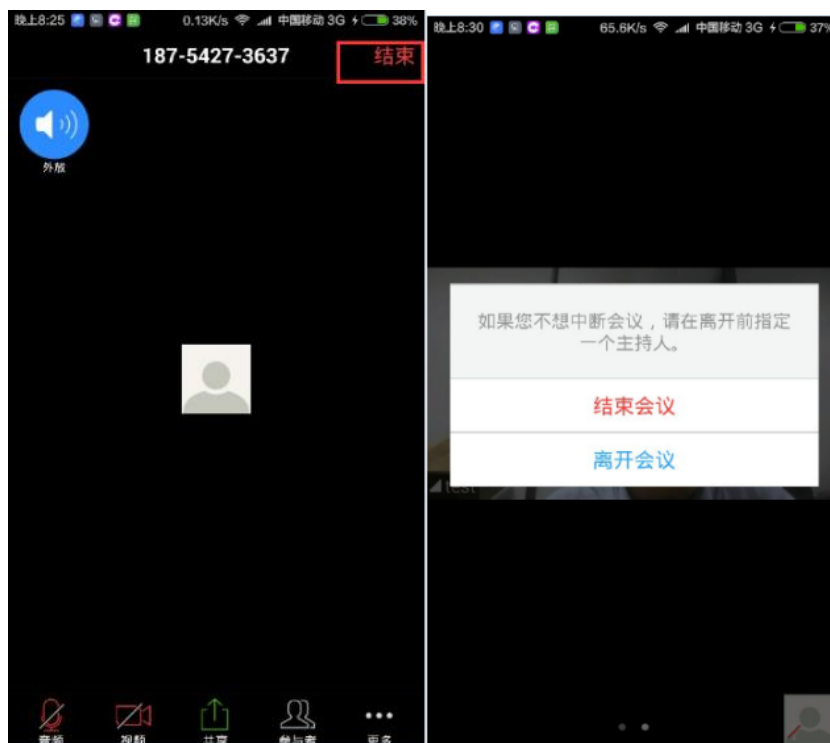 晚上8:25 0.13K/s 中国移动 3G 38%
187-5427-3637 结束
外放
音频 视频 共享 参与者 更多
晚上8:30 65.6K/s 中国移动 3G 37%
如果您不想中断会议，请在离开前指定
一个主持人。
结束会议
离开会议
test